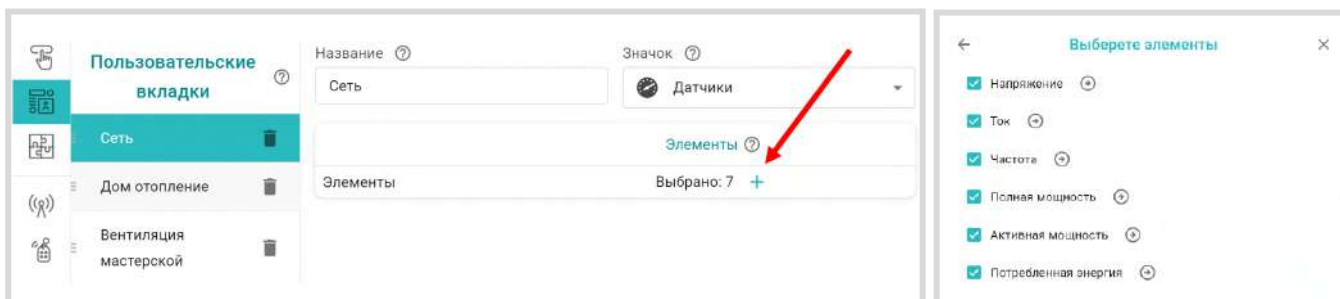 Пользовательские
вкладки
Сеть
Дом отопление
Вентиляция
мастерской
Название
Значок
Сеть
Датчики
Элементы
Элементы
Выбрано: 7 +
Выберете элементы
Напряжение
Ток
Частота
Полная мощность
Активная мощность
Потребленная энергия